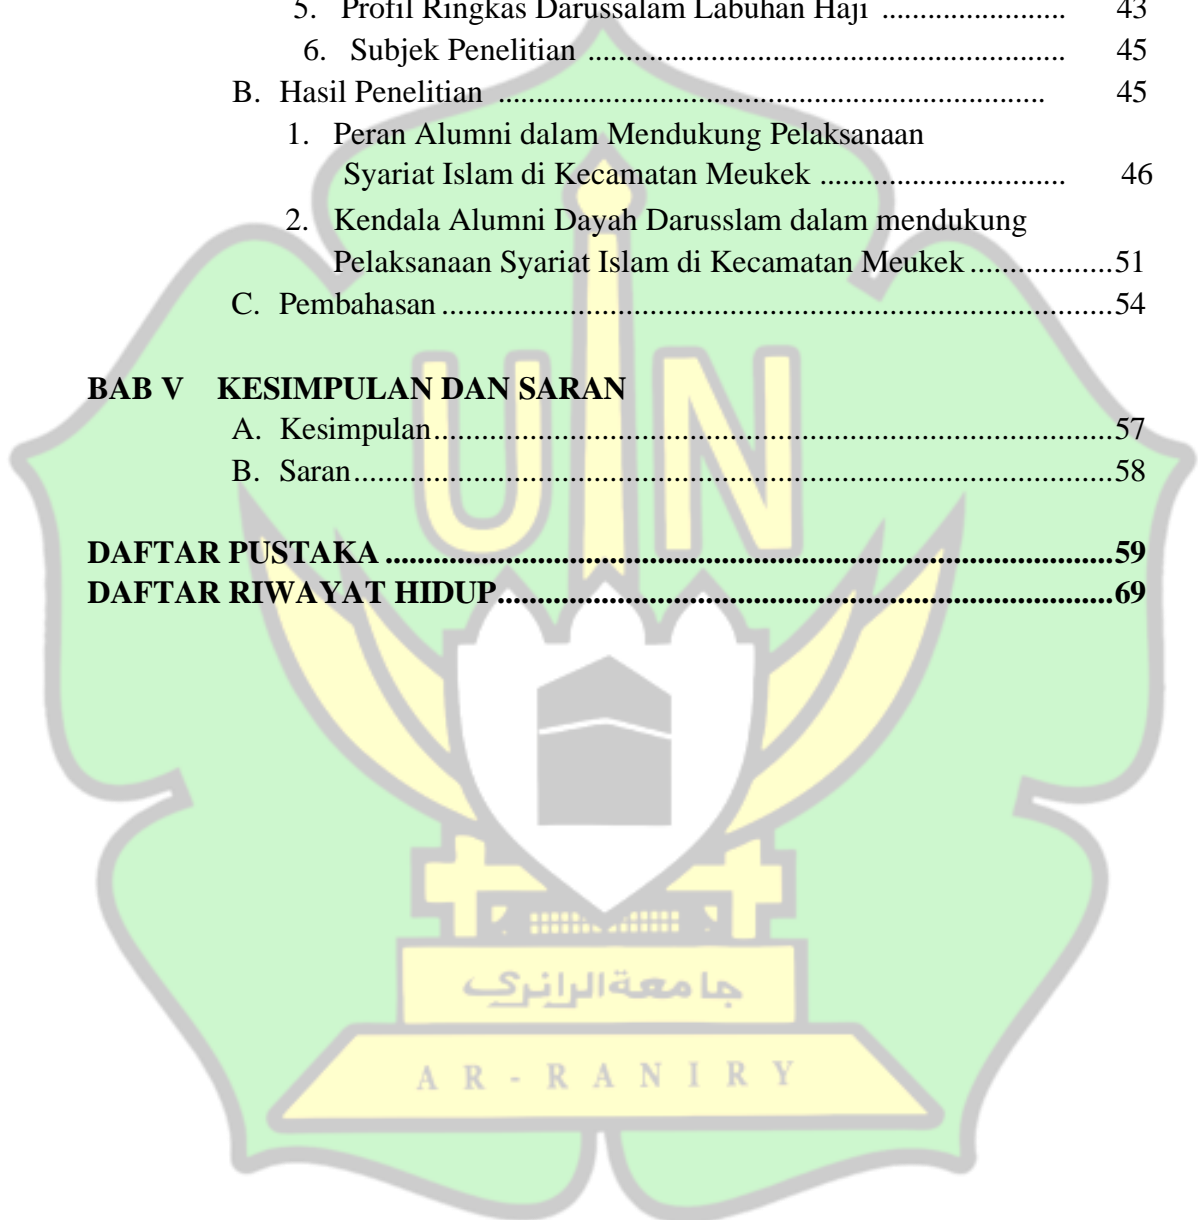 5. Profil Ringkas Darussalam Labuhan Haji ......................... 43
6. Subjek Penelitian ................................................................ 45
B. Hasil Penelitian ......................................................................... 45
1. Peran Alumni dalam Mendukung Pelaksanaan
Syariat Islam di Kecamatan Meukek ................................. 46
2. Kendala Alumni Dayah Darusslam dalam mendukung
Pelaksanaan Syariat Islam di Kecamatan Meukek ..................51
C. Pembahasan ..........................................................................................54
BAB V KESIMPULAN DAN SARAN
A. Kesimpulan...........................................................................................57
B. Saran.....................................................................................................58
DAFTAR PUSTAKA .................................................................................................59
DAFTAR RIWAYAT HIDUP...................................................................................69
UIN
جامعةالرانرك
AR-RANIRY